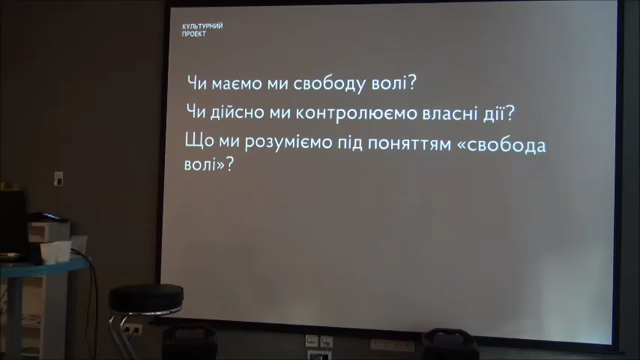 КУЛЬТУРНИЙ
ПРОЕКТ
Чи маємо ми свободу волі?
Чи дійсно ми контролюємо власні дії?
Що ми розуміємо під поняттям «свобода
волі»?